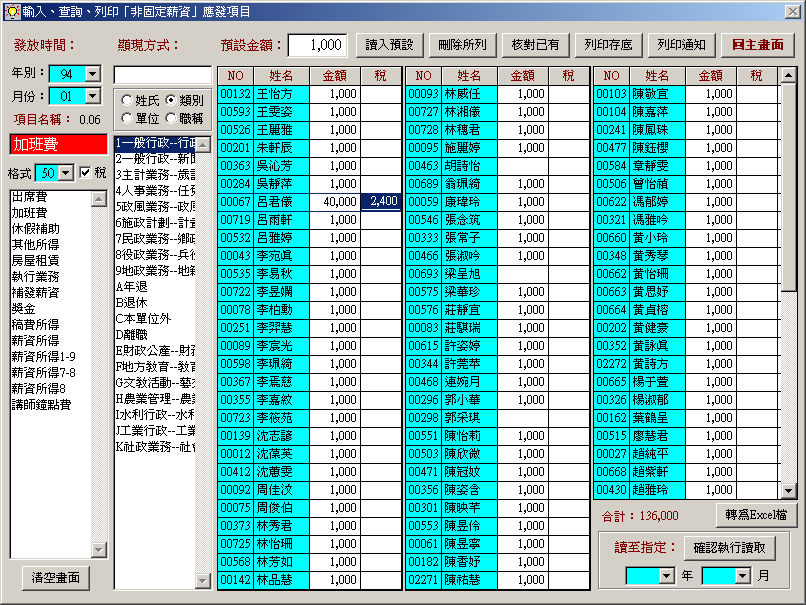 輸入、查詢、列印「非固定薪資」應發項目
發放時間：
年別： 94
月份： 01
項目名稱： 0.06
加班費
格式 50 稅
出席費
加班費
休假補助
其他所得
房屋租賃
執行業務
補發薪資
獎金
稿費所得
薪資所得
薪資所得1-9
薪資所得7-8
薪資所得8
講師鐘點費
清空畫面
顯現方式：
姓氏 類別
單位 職稱
1一般行政--行政
2一般行政--新聞
3主計業務--歲計
4人事業務--任免
5政風業務--政風
6施政計劃--計畫
7民政業務--鄉政
8役政業務--兵役
9地政業務--地籍
A年退
B退休
C本單位外
D離職
E財政公產--財務
F地方教育--教育
G文教活動--藝文
H農業管理--農業
I水利行政--水利
J工業行政--工業
K社政業務--社會
預設金額： 1,000 讀入預設 刪除所列 核對已有 列印存底 列印通知 回主畫面
NO 姓名 金額 稅
00132 王怡方 1,000
00593 王雯姿 1,000
00526 王麗雅 1,000
00201 朱軒辰 1,000
00363 吳沁芳 1,000
00284 吳靜萍 1,000
00067 呂君儀 40,000 2,400
00719 呂雨軒 1,000
00532 呂雅婷 1,000
00043 李宛真 1,000
00535 李易秋 1,000
00722 李昱嫻 1,000
00078 李柏勳 1,000
00251 李羿慧 1,000
00089 李宸光 1,000
00598 李珮綺 1,000
00367 李焉慈 1,000
00355 李嘉紋 1,000
00723 李筱苑 1,000
00139 沈志諺 1,000
00012 沈葆英 1,000
00412 沈蕙雯 1,000
00092 周佳汶 1,000
00075 周俊伯 1,000
00373 林秀君 1,000
00725 林怡珊 1,000
00568 林芳如 1,000
00142 林品慧 1,000
NO 姓名 金額 稅
00093 林威任 1,000
00727 林湘儀 1,000
00728 林穗君 1,000
00095 施麗婷 1,000
00463 胡詩怡
00689 翁珮綺 1,000
00059 康瑋玲 1,000
00546 張念筑 1,000
00333 張常子 1,000
00466 張淑吟 1,000
00693 梁呈旭
00575 梁華珍 1,000
00576 莊靜宜 1,000
00083 莊騏瑞 1,000
00615 許姿婷 1,000
00344 許莞華 1,000
00468 連婉月 1,000
00296 郭小華 1,000
00298 郭采琪
00551 陳怡莉 1,000
00503 陳欣薇 1,000
00471 陳冠妏 1,000
00356 陳姿含 1,000
00301 陳映芊 1,000
00553 陳昱伶 1,000
00061 陳昱寧 1,000
00182 陳香妤 1,000
02271 陳祐慧 1,000
NO 姓名 金額 稅
00103 陳敏宜 1,000
00104 陳嘉萍 1,000
00241 陳鳳珠 1,000
00477 陳鈺櫻 1,000
00584 章靜雯 1,000
00506 曾怡禎 1,000
00622 馮郁婷 1,000
00321 馮雅吟 1,000
00660 黃小玲 1,000
00348 黃秀琴 1,000
00662 黃怡珊 1,000
00663 黃思妤 1,000
00664 黃貞榕 1,000
00202 黃健豪 1,000
00352 黃詠真 1,000
02272 黃詩方 1,000
00665 楊子萱 1,000
00326 楊淑郁 1,000
00162 葉鶴呈 1,000
00515 廖慧君 1,000
00027 趙純平 1,000
00668 趙紫軒 1,000
00430 趙雅玲 1,000
合計：136,000 轉為Excel檔
讀至指定： 確認執行讀取
年 月